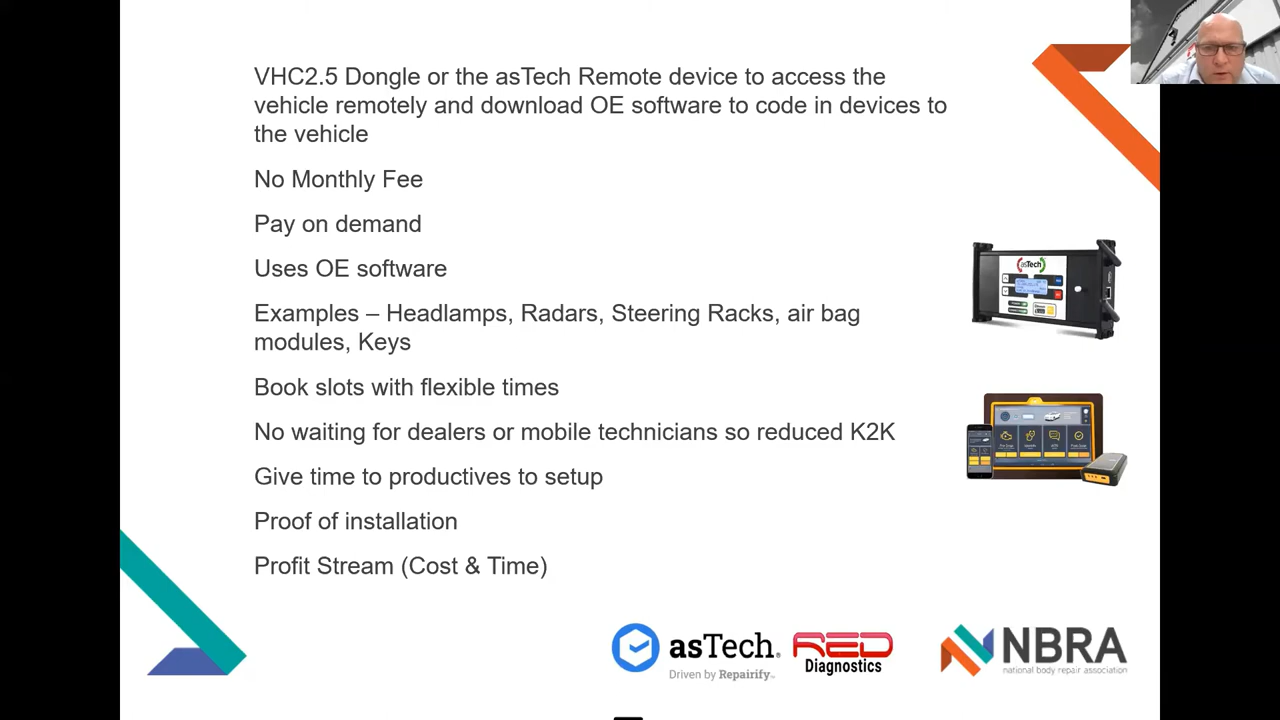 VHC2.5 Dongle or the asTech Remote device to access the
vehicle remotely and download OE software to code in devices to
the vehicle
No Monthly Fee
Pay on demand
Uses OE software
Examples – Headlamps, Radars, Steering Racks, air bag
modules, Keys
asTech
Book slots with flexible times
No waiting for dealers or mobile technicians so reduced K2K
Give time to productives to setup
Proof of installation
Profit Stream (Cost & Time)
asTech®
Driven by Repairify™
RED
Diagnostics
NBRA
national body repair association